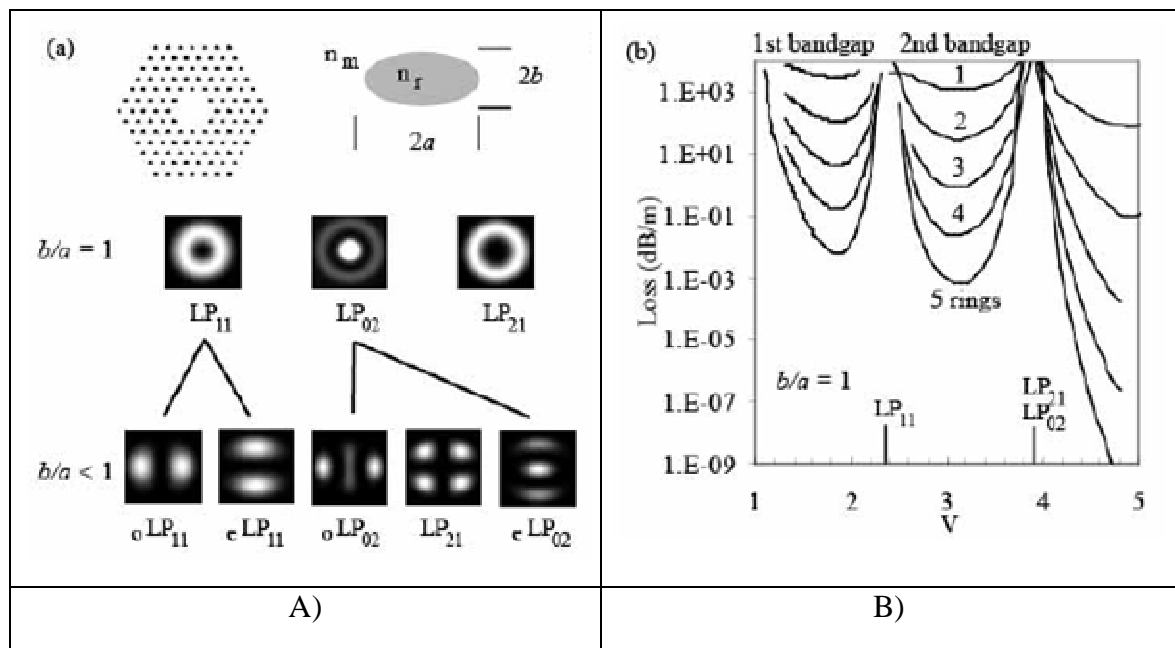 (a)
n m
n r
2b
2a
b/a = 1
LP11 LP02 LP21
b/a < 1
o LP11 e LP11 o LP02 LP21 e LP02
A)
(b)
1st bandgap 2nd bandgap
1
2
3
4
5 rings
Loss (dB/m)
1.E+03
1.E+01
1.E-01
1.E-03
1.E-05
1.E-07
1.E-09
b/a = 1
LP11
LP21
LP02
1 2 3 4 5
V
B)